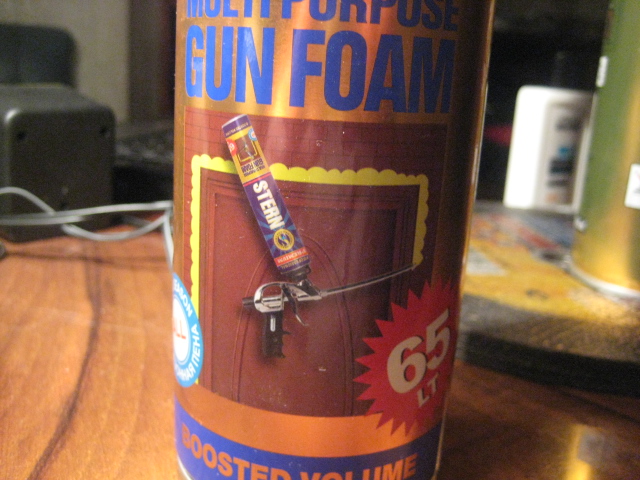 MULTI PURPOSE
GUN FOAM
STERN
65
LT
BOOSTED VOLUME